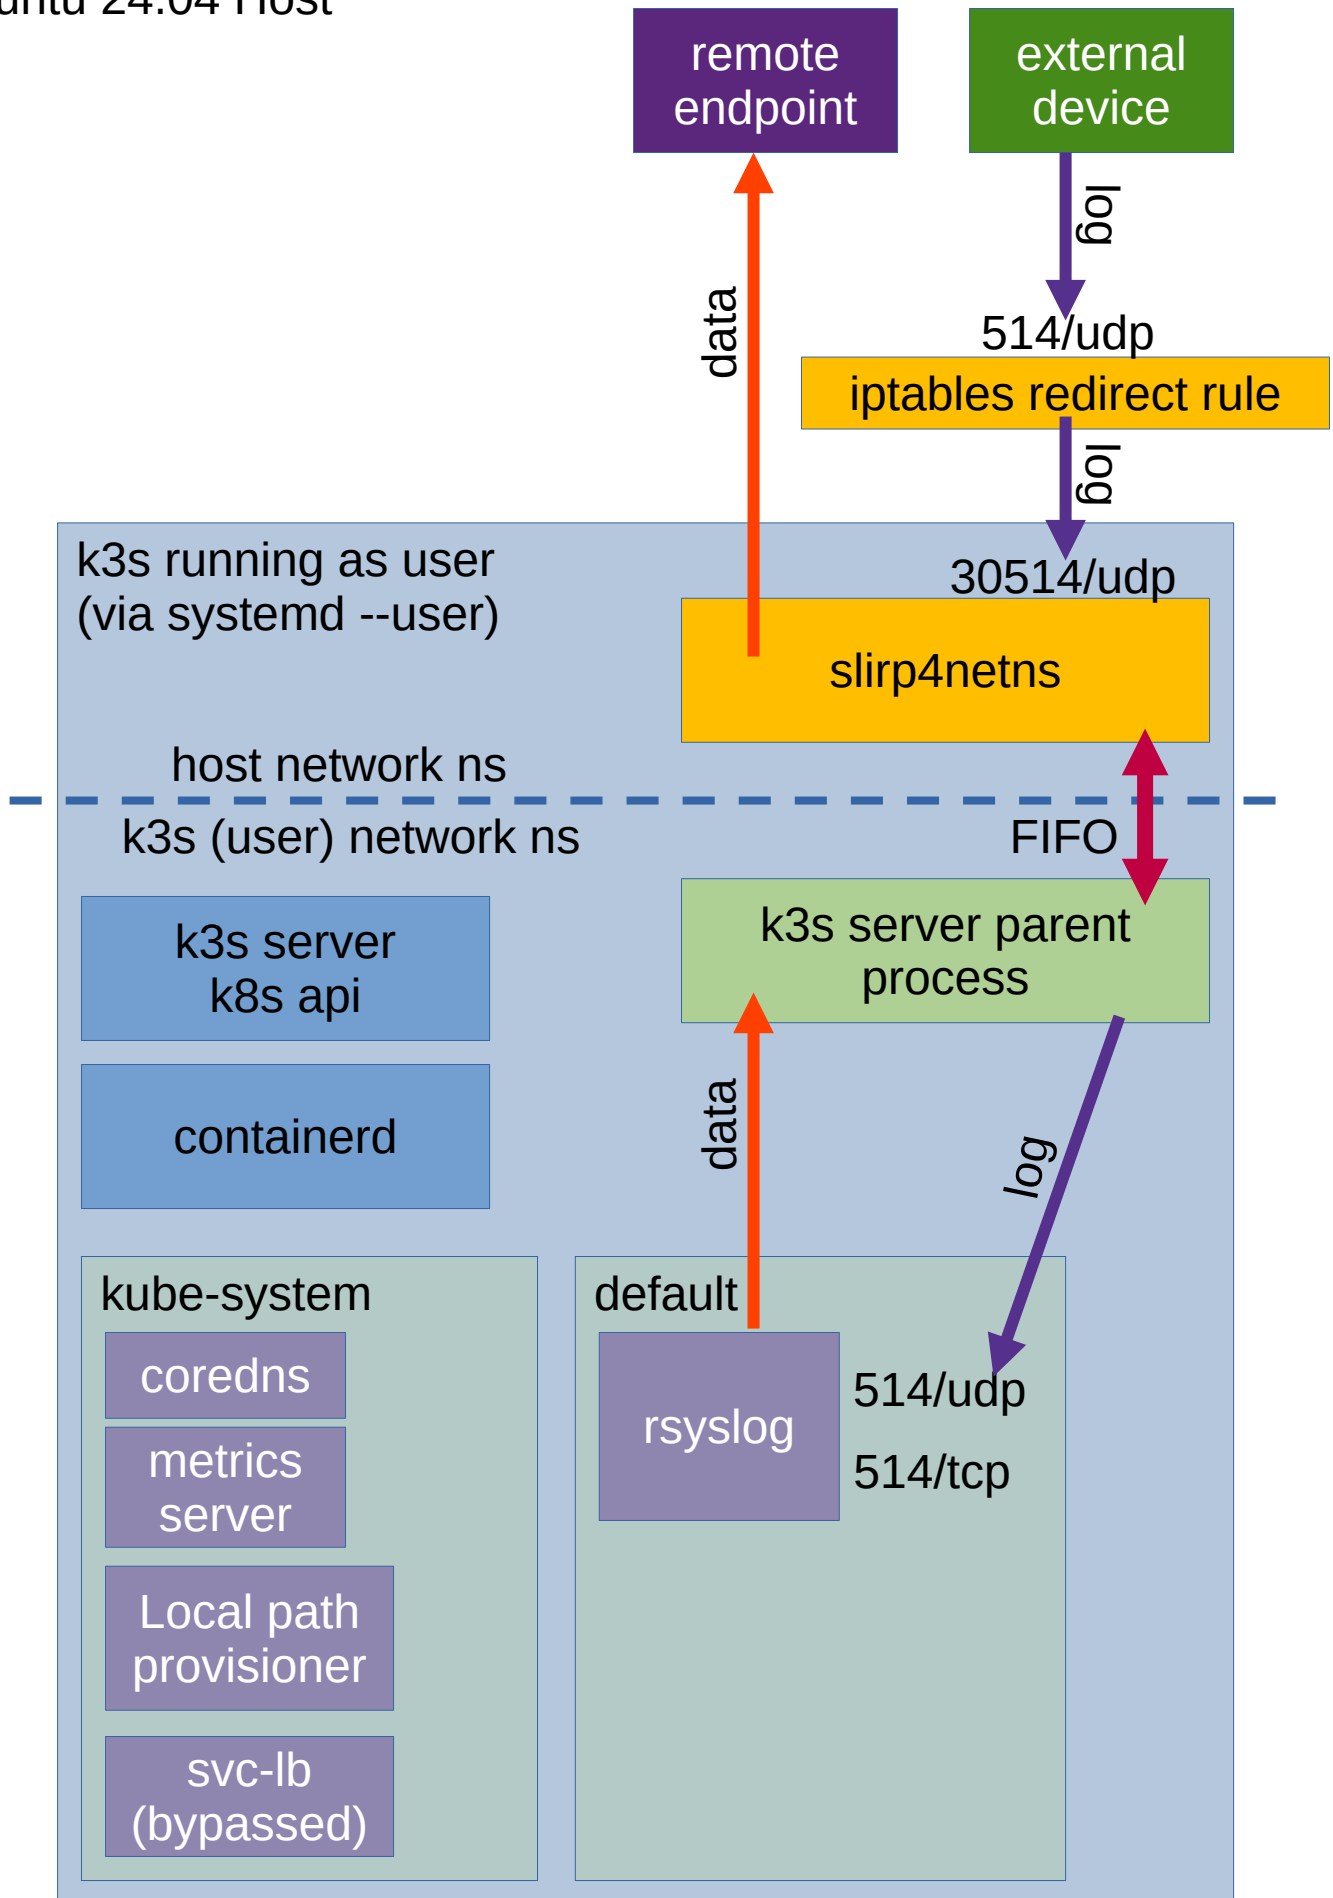 24.04 Host
remote
endpoint
external
device
log
data
514/udp
iptables redirect rule
log
k3s running as user
(via systemd --user)
30514/udp
slirp4netns
host network ns
k3s (user) network ns
FIFO
k3s server
k8s api
k3s server parent
process
containerd
data
log
kube-system
default
coredns
metrics
server
Local path
provisioner
svc-lb
(bypassed)
rsyslog
514/udp
514/tcp